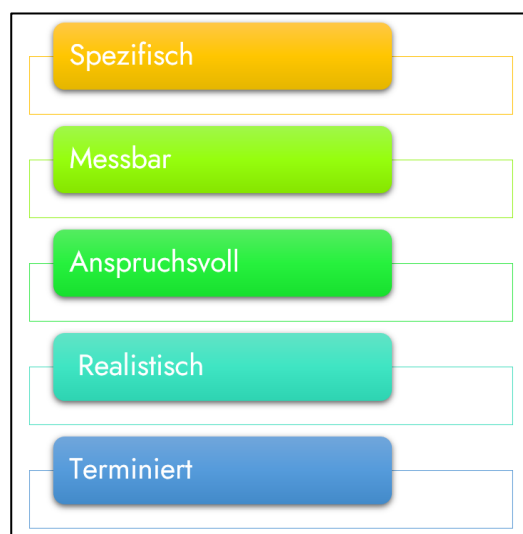 Spezifisch
Messbar
Anspruchsvoll
Realistisch
Terminiert